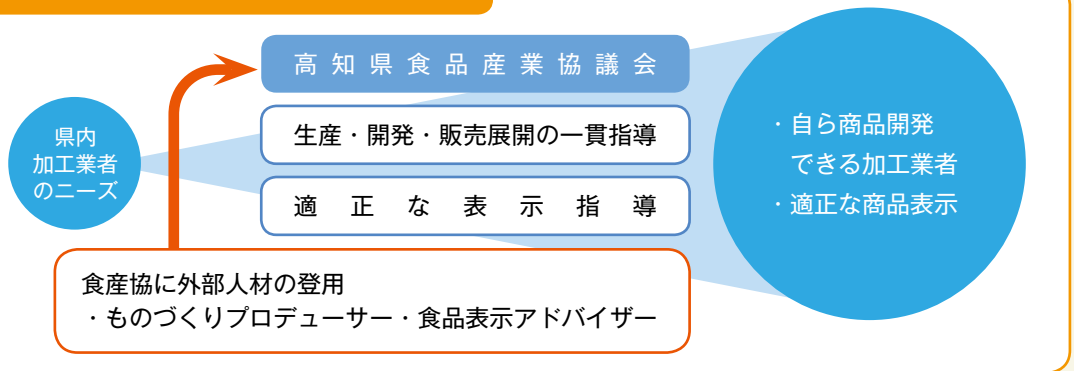 高知県食品産業協議会
県内
加工業者
のニーズ
生産・開発・販売展開の一貫指導
適正な表示指導
食産協に外部人材の登用
・ものづくりプロデューサー・食品表示アドバイザー
・自ら商品開発
できる加工業者
・適正な商品表示